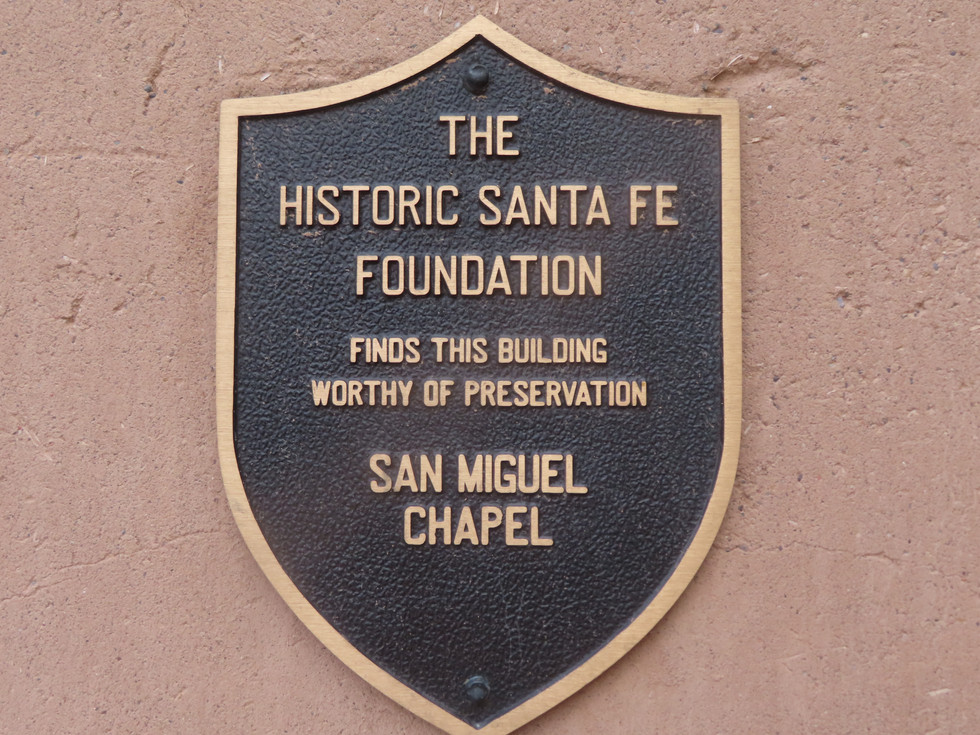 THE
HISTORIC SANTA FE
FOUNDATION
FINDS THIS BUILDING
WORTHY OF PRESERVATION
SAN MIGUEL
CHAPEL